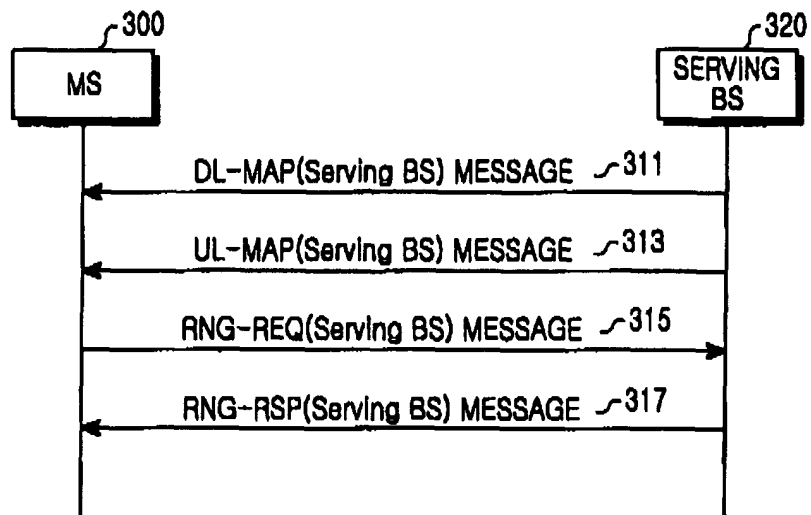 300
320
MS
SERVING
BS
DL-MAP(Serving BS) MESSAGE 311
UL-MAP(Serving BS) MESSAGE 313
RNG-REQ(Serving BS) MESSAGE 315
RNG-RSP(Serving BS) MESSAGE 317